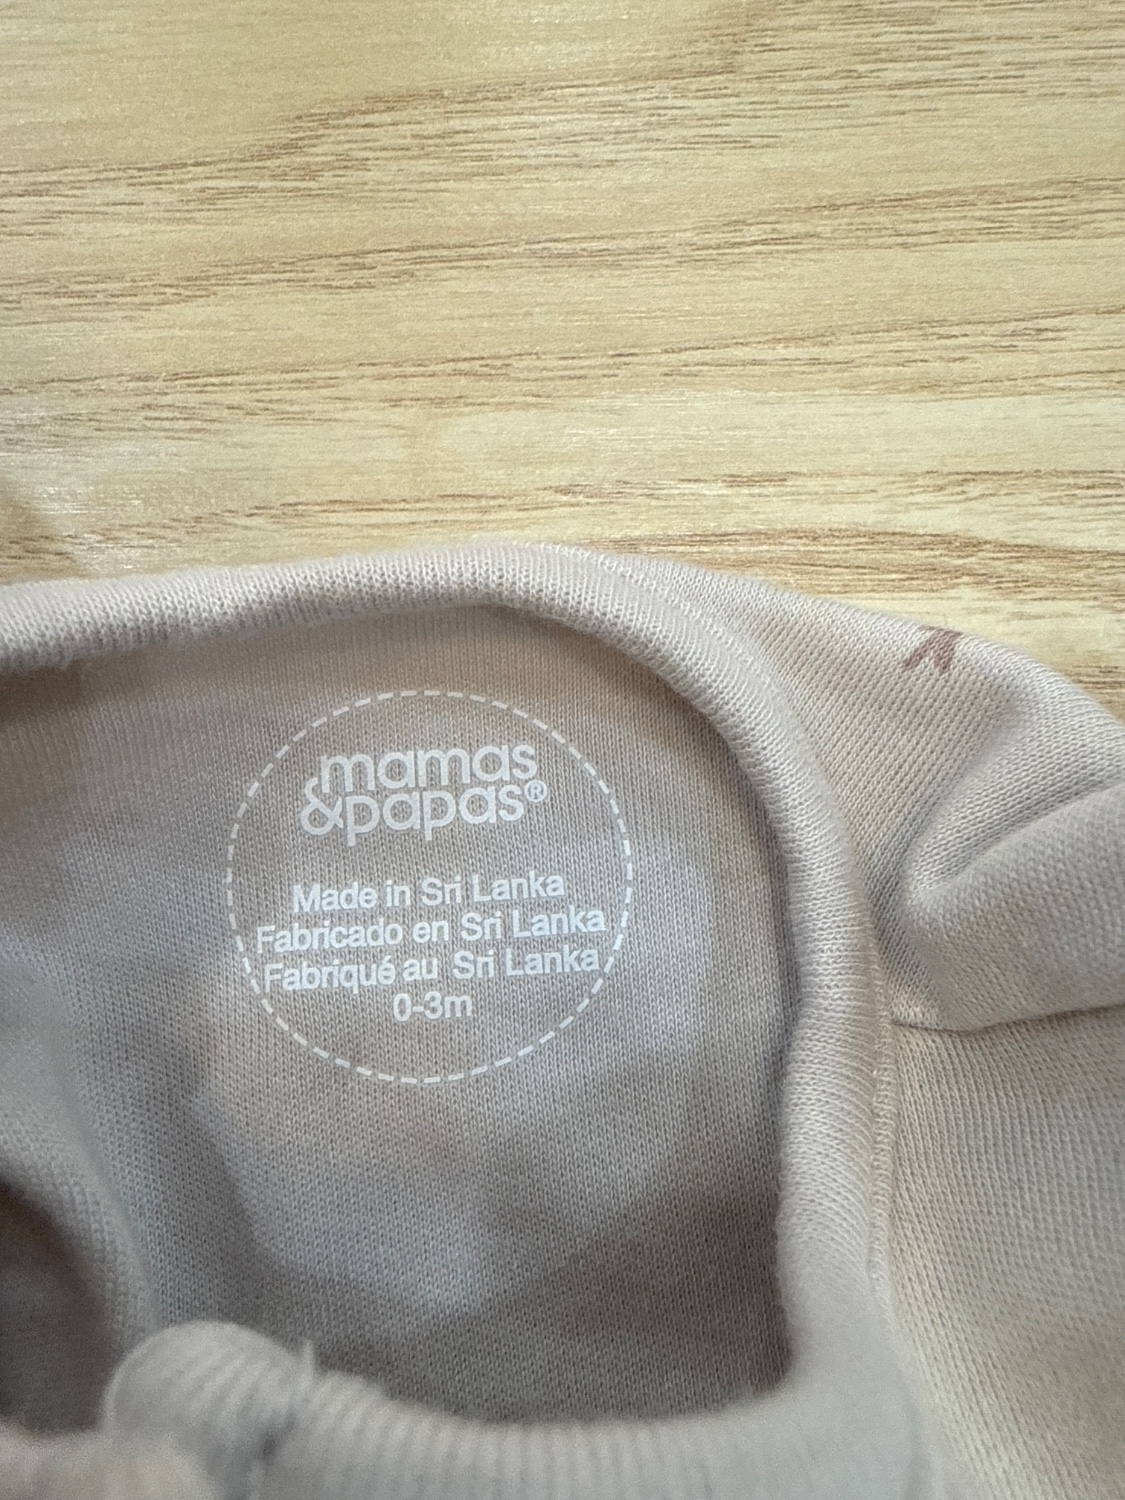 mamas
&papas®
Made in Sri Lanka
Fabricado en Sri Lanka
Fabriqué au Sri Lanka
0-3m